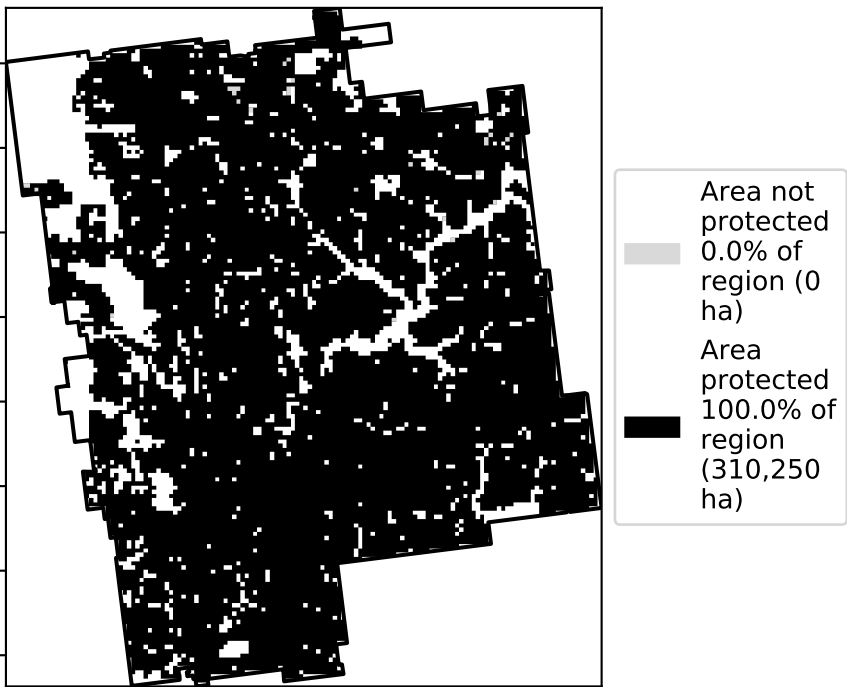 Area not
protected
0.0% of
region (0
ha)
Area
protected
100.0% of
region
(310,250
ha)